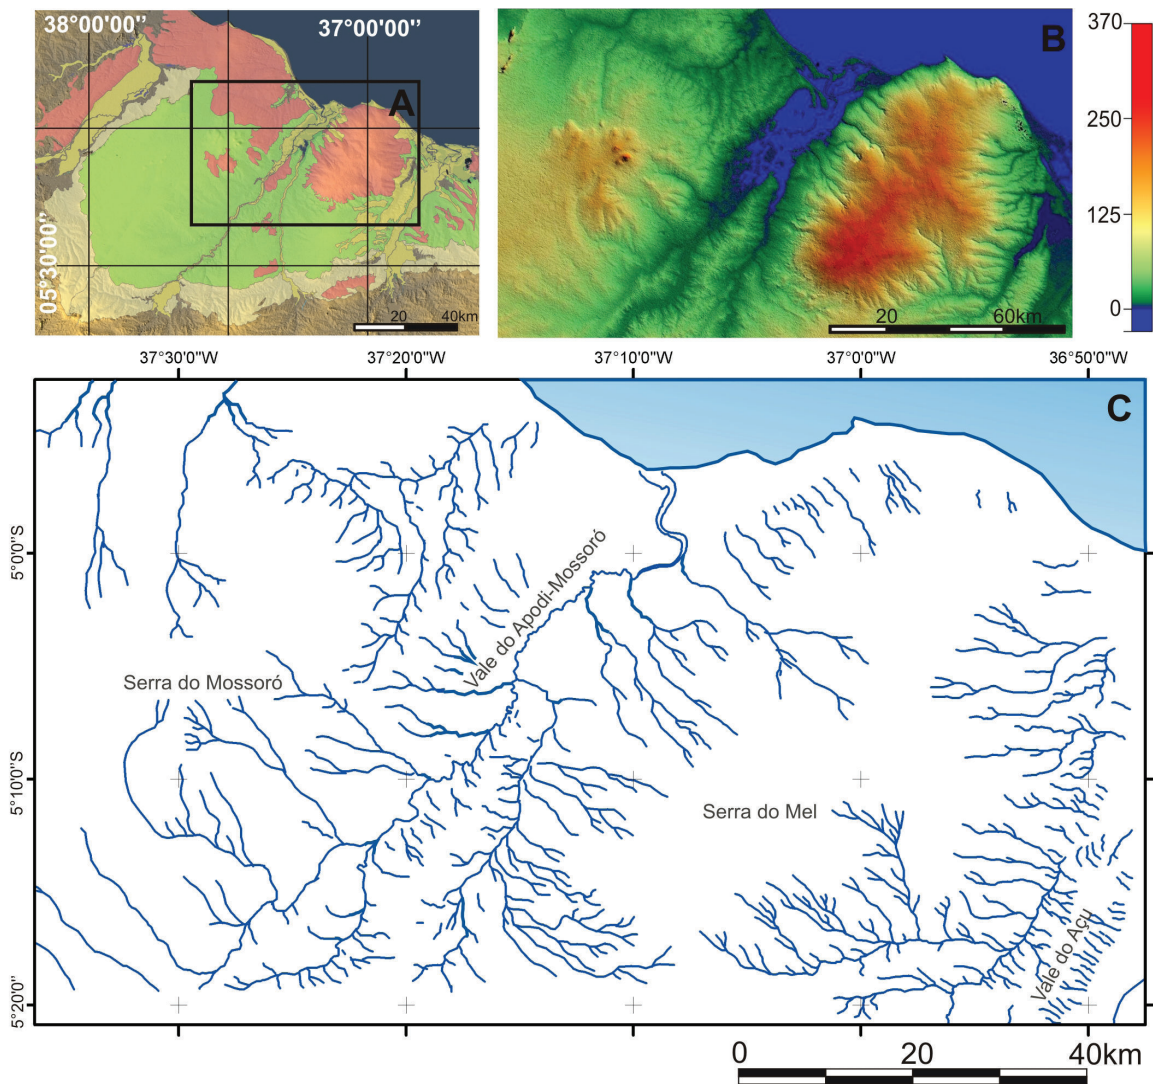 38°00'00'' 37°00'00''
A
05°30'00''
20 40km
B
370
250
125
0
20 60km
37°30'0"W 37°20'0"W 37°10'0"W 37°0'0"W 36°50'0"W
C
5°0'0"S
Vale do Apodi-Mossoró
Serra do Mossoró
5°10'0"S
Serra do Mel
Vale do Açu
5°20'0"
0 20 40km